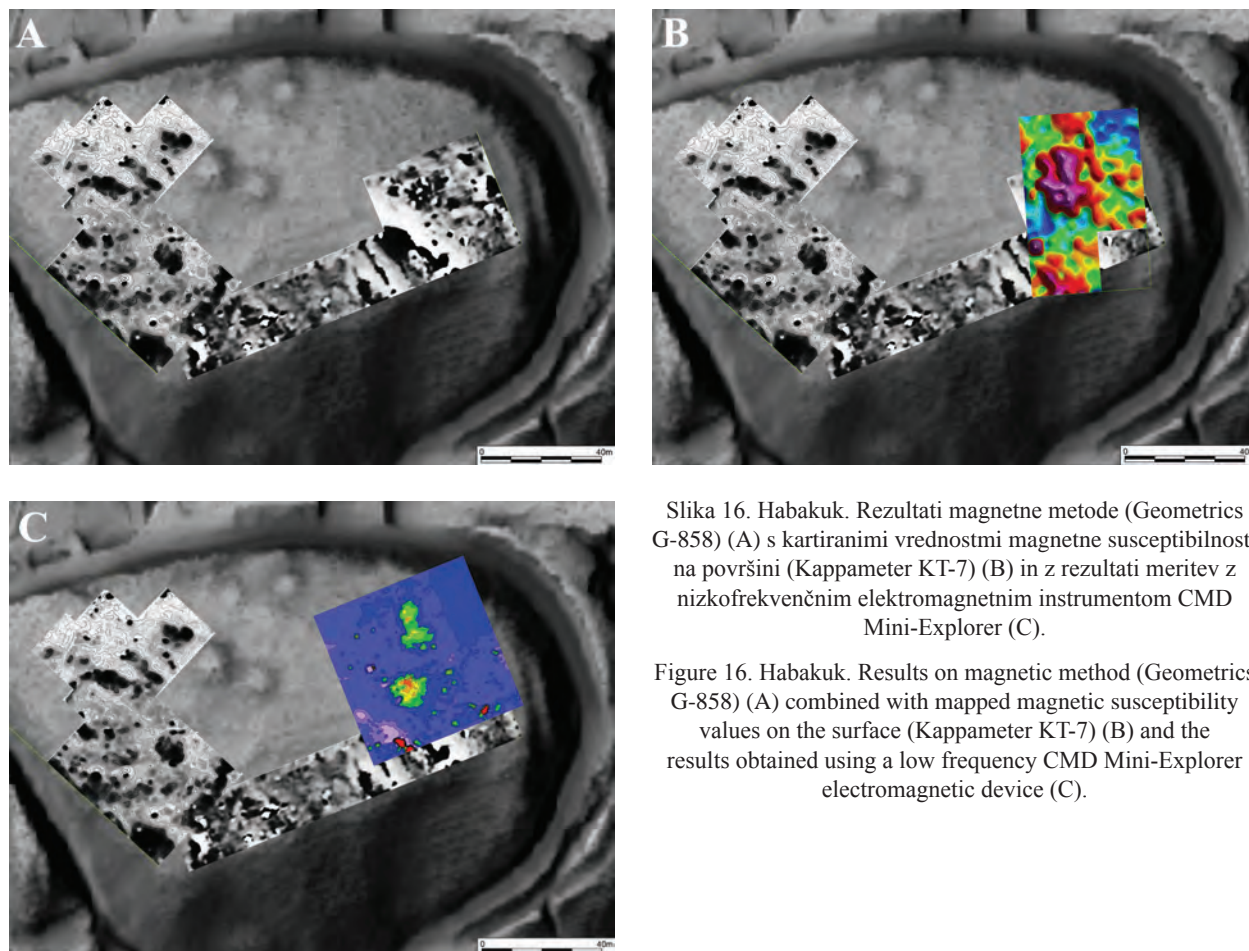 A
0 40m
B
0 40
C
0 40m
Slika 16. Habakuk. Rezultati magnetne metode (Geometrics
G-858) (A) s kartiranimi vrednostmi magnetne susceptibilnost
na površini (Kappameter KT-7) (B) in z rezultati meritev z
nizkofrekvenčnim elektromagnetnim instrumentom CMD
Mini-Explorer (C).
Figure 16. Habakuk. Results on magnetic method (Geometrics
G-858) (A) combined with mapped magnetic susceptibility
values on the surface (Kappameter KT-7) (B) and the
results obtained using a low frequency CMD Mini-Explorer
electromagnetic device (C).